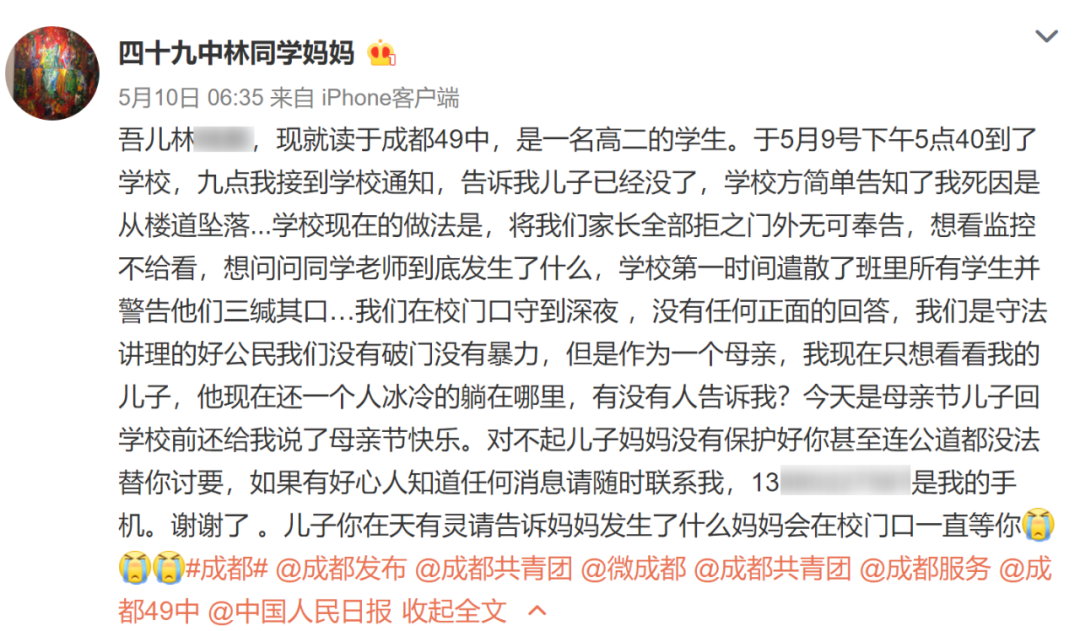 四十九中林同学妈妈
5月10日 06:35 来自 iPhone客户端
吾儿林，现就读于成都49中，是一名高二的学生。于5月9号下午5点40到了
学校，九点我接到学校通知，告诉我儿子已经没了，学校方简单告知了我死因是
从楼道坠落...学校现在的做法是，将我们家长全部拒之门外无可奉告，想看监控
不给看，想问问同学老师到底发生了什么，学校第一时间遣散了班里所有学生并
警告他们三缄其口…我们在校门口守到深夜 ，没有任何正面的回答，我们是守法
讲理的好公民我们没有破门没有暴力，但是作为一个母亲，我现在只想看看我的
儿子，他现在还一个人冰冷的躺在哪里，有没有人告诉我？今天是母亲节儿子回
学校前还给我说了母亲节快乐。对不起儿子妈妈没有保护好你甚至连公道都没法
替你讨要，如果有好心人知道任何消息请随时联系我，13是我的手
机。谢谢了 。儿子你在天有灵请告诉妈妈发生了什么妈妈会在校门口一直等你😭
😭😭#成都# @成都发布 @成都共青团 @微成都 @成都共青团 @成都服务 @成
都49中 @中国人民日报 收起全文